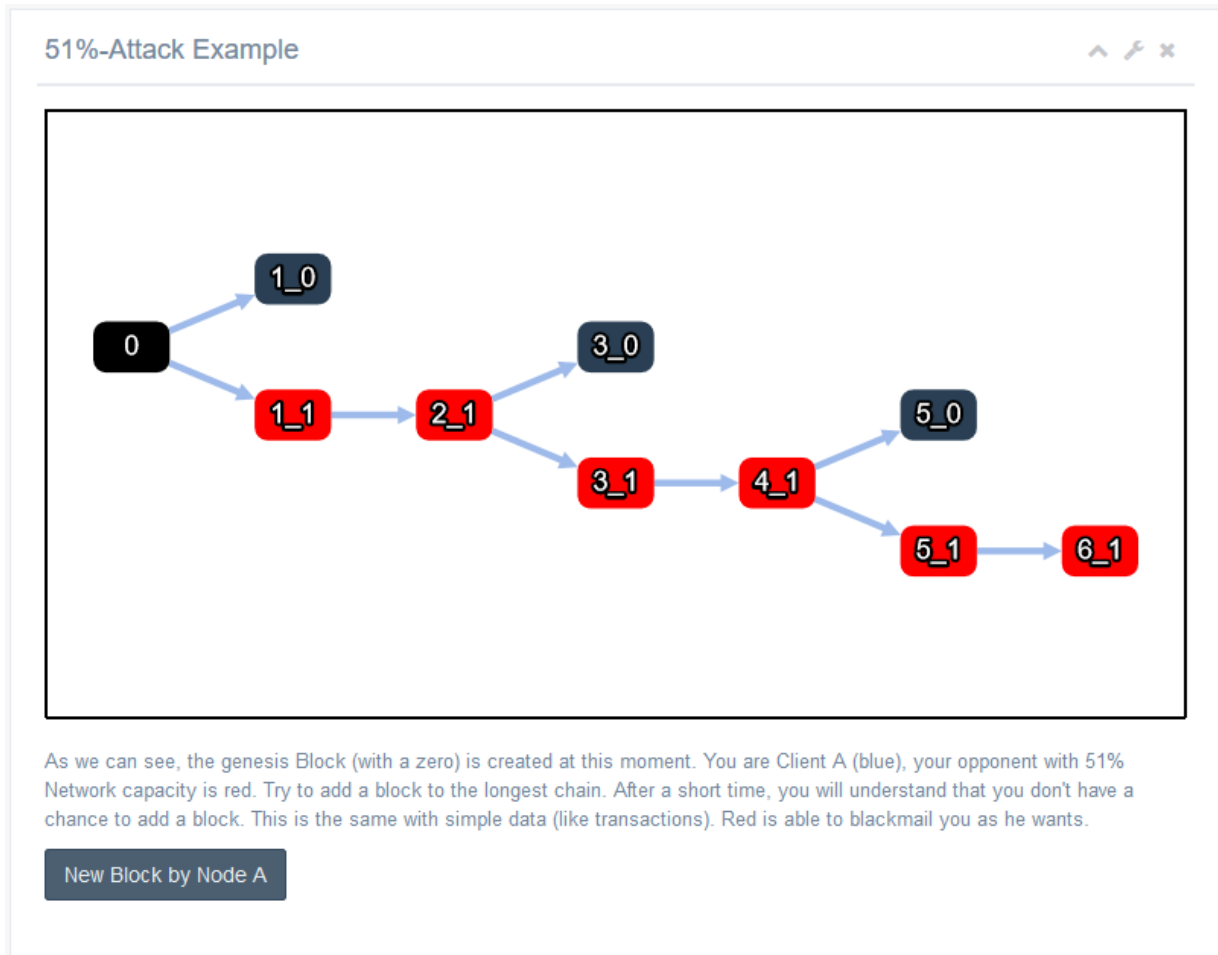 51%-Attack Example
1_0
0
3_0
1_1
2_1
5_0
3_1
4_1
5_1
6_1
As we can see, the genesis Block (with a zero) is created at this moment. You are Client A (blue), your opponent with 51%
Network capacity is red. Try to add a block to the longest chain. After a short time, you will understand that you don't have a
chance to add a block. This is the same with simple data (like transactions). Red is able to blackmail you as he wants.
New Block by Node A